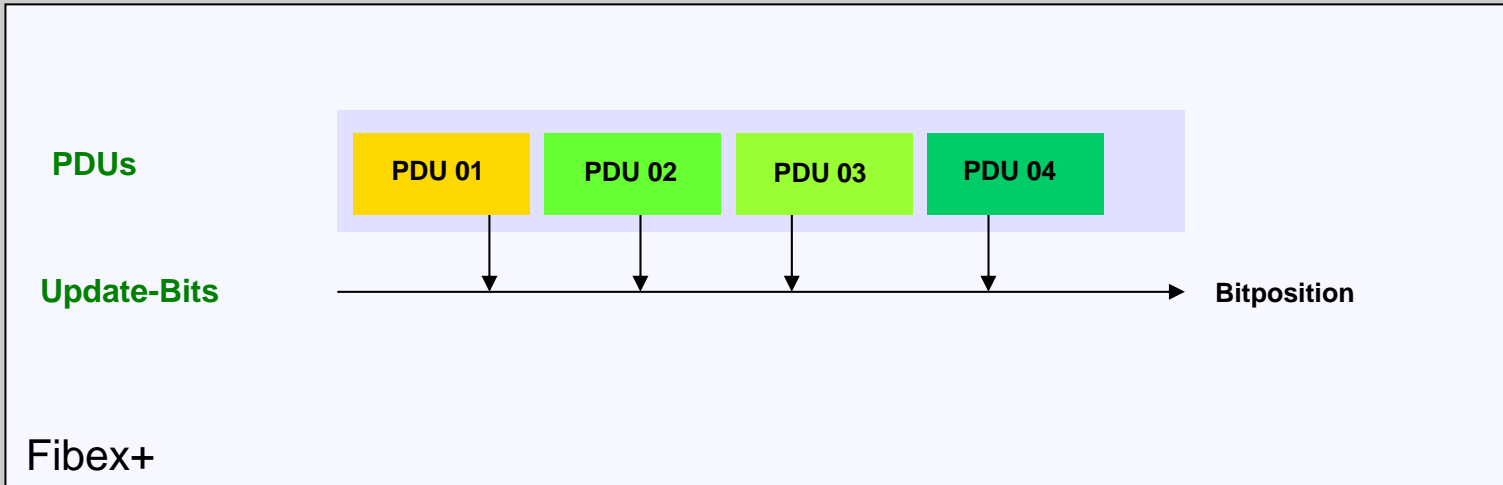 PDUs
PDU 01
PDU 02
PDU 03
PDU 04
Update-Bits
Bitposition
Fibex+